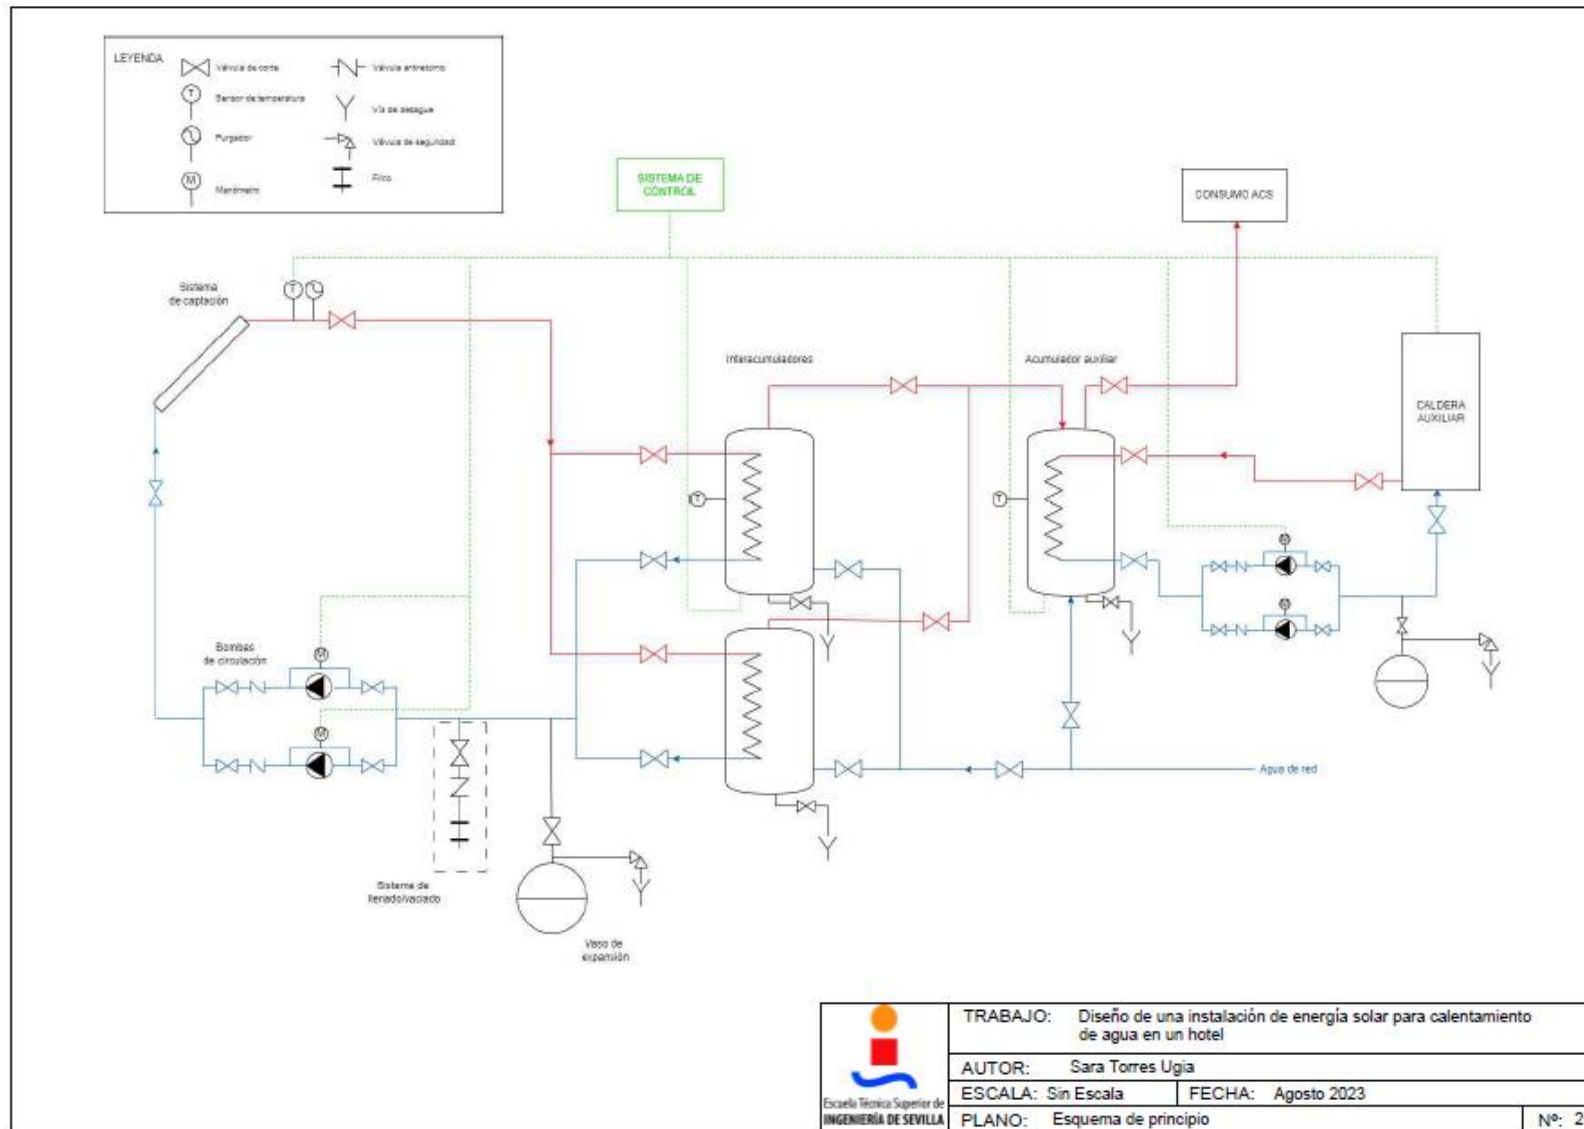 LEYENDA
Válvula de corte
Válvula antiretorno
T
Sensor de temperatura
Vía de desague
Purgador
Válvula de seguridad
M
Manómetro
Filtro
SISTEMA DE
CONTROIL
CONSUMO ACS
Sistema
de captación
T
Interacumuladores
Acumulador auxiliar
CALDERA
AUXILIAR
T
T
M
M
Bombas
de circulación
M
M
Agua de red
Sistema de
llenado/vaciado
Vaso de
expansión
Escuela Técnica Superior de
INGENIERÍA DE SEVILLA
TRABAJO: Diseño de una instalación de energía solar para calentamiento
de agua en un hotel
AUTOR: Sara Torres Ugia
ESCALA: Sin Escala FECHA: Agosto 2023
PLANO: Esquema de principio Nº: 2